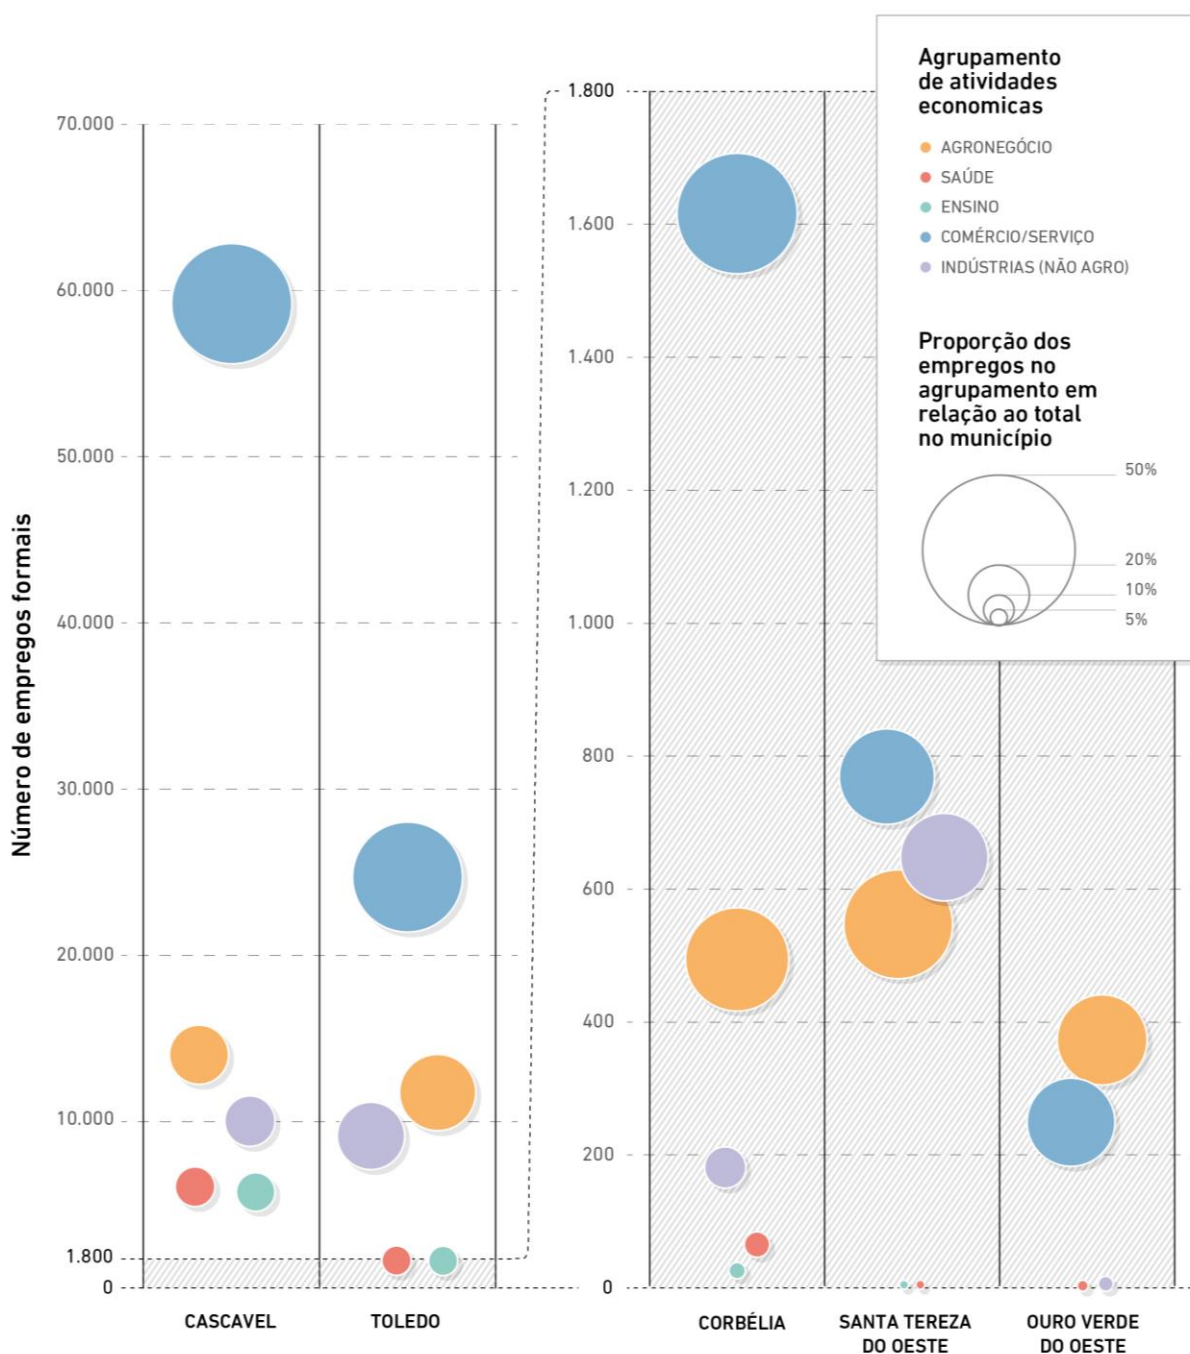 Número de empregos formais
70.000
60.000
50.000
40.000
30.000
20.000
10.000
1.800
0
CASCAVEL
TOLEDO
1.800
1.600
1.400
1.200
1.000
800
600
400
200
0
CORBÉLIA
SANTA TEREZA
DO OESTE
OURO VERDE
DO OESTE
Agrupamento
de atividades
economicas
AGRONEGÓCIO
SAÚDE
ENSINO
COMÉRCIO/SERVIÇO
INDÚSTRIAS (NÃO AGRO)
Proporção dos
empregos no
agrupamento em
relação ao total
no município
50%
20%
10%
5%